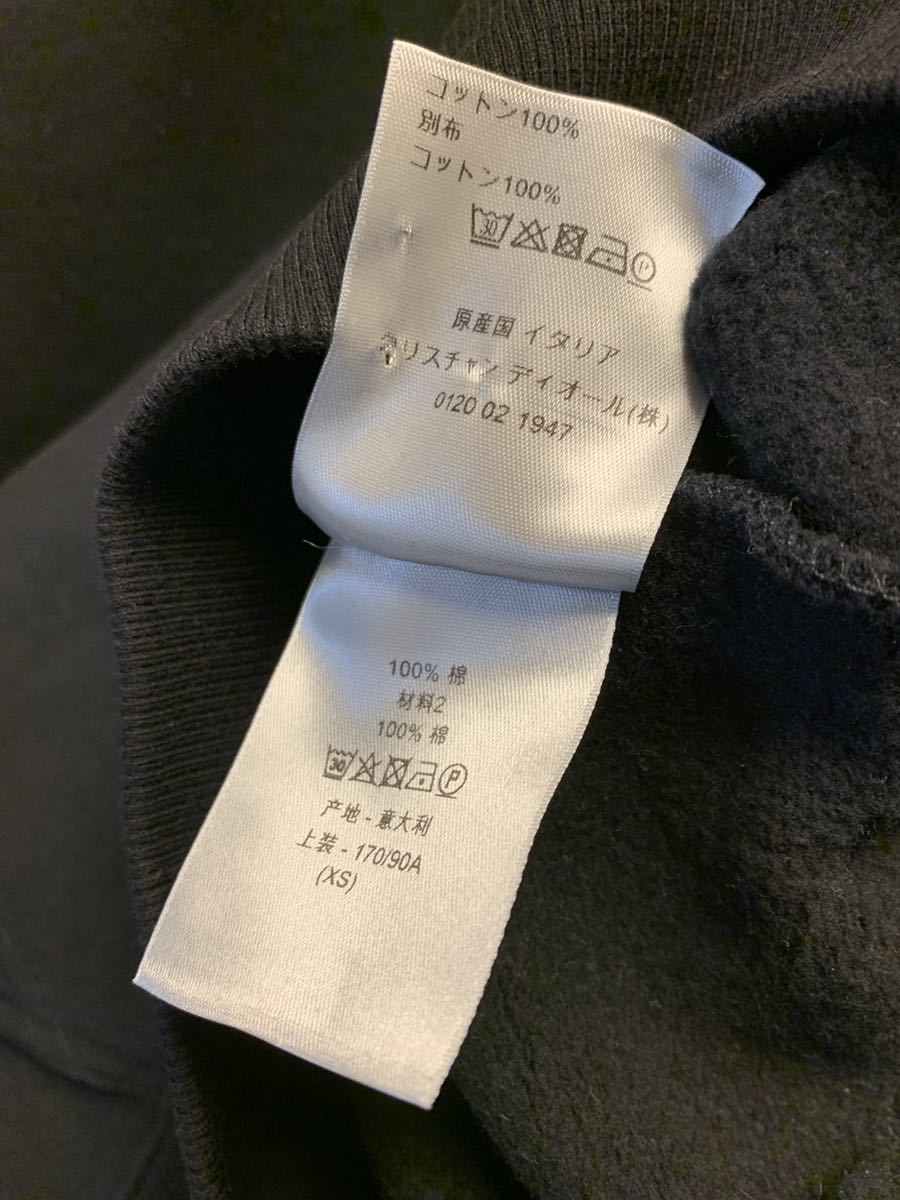 コットン100%
別布
コットン100%
30 P
原産国 イタリア
クリスチャン ディオール(株)
0120 02 1947
100% 棉
材料2
100% 棉
30 P
产地 - 意大利
上装 - 170/90A
(XS)